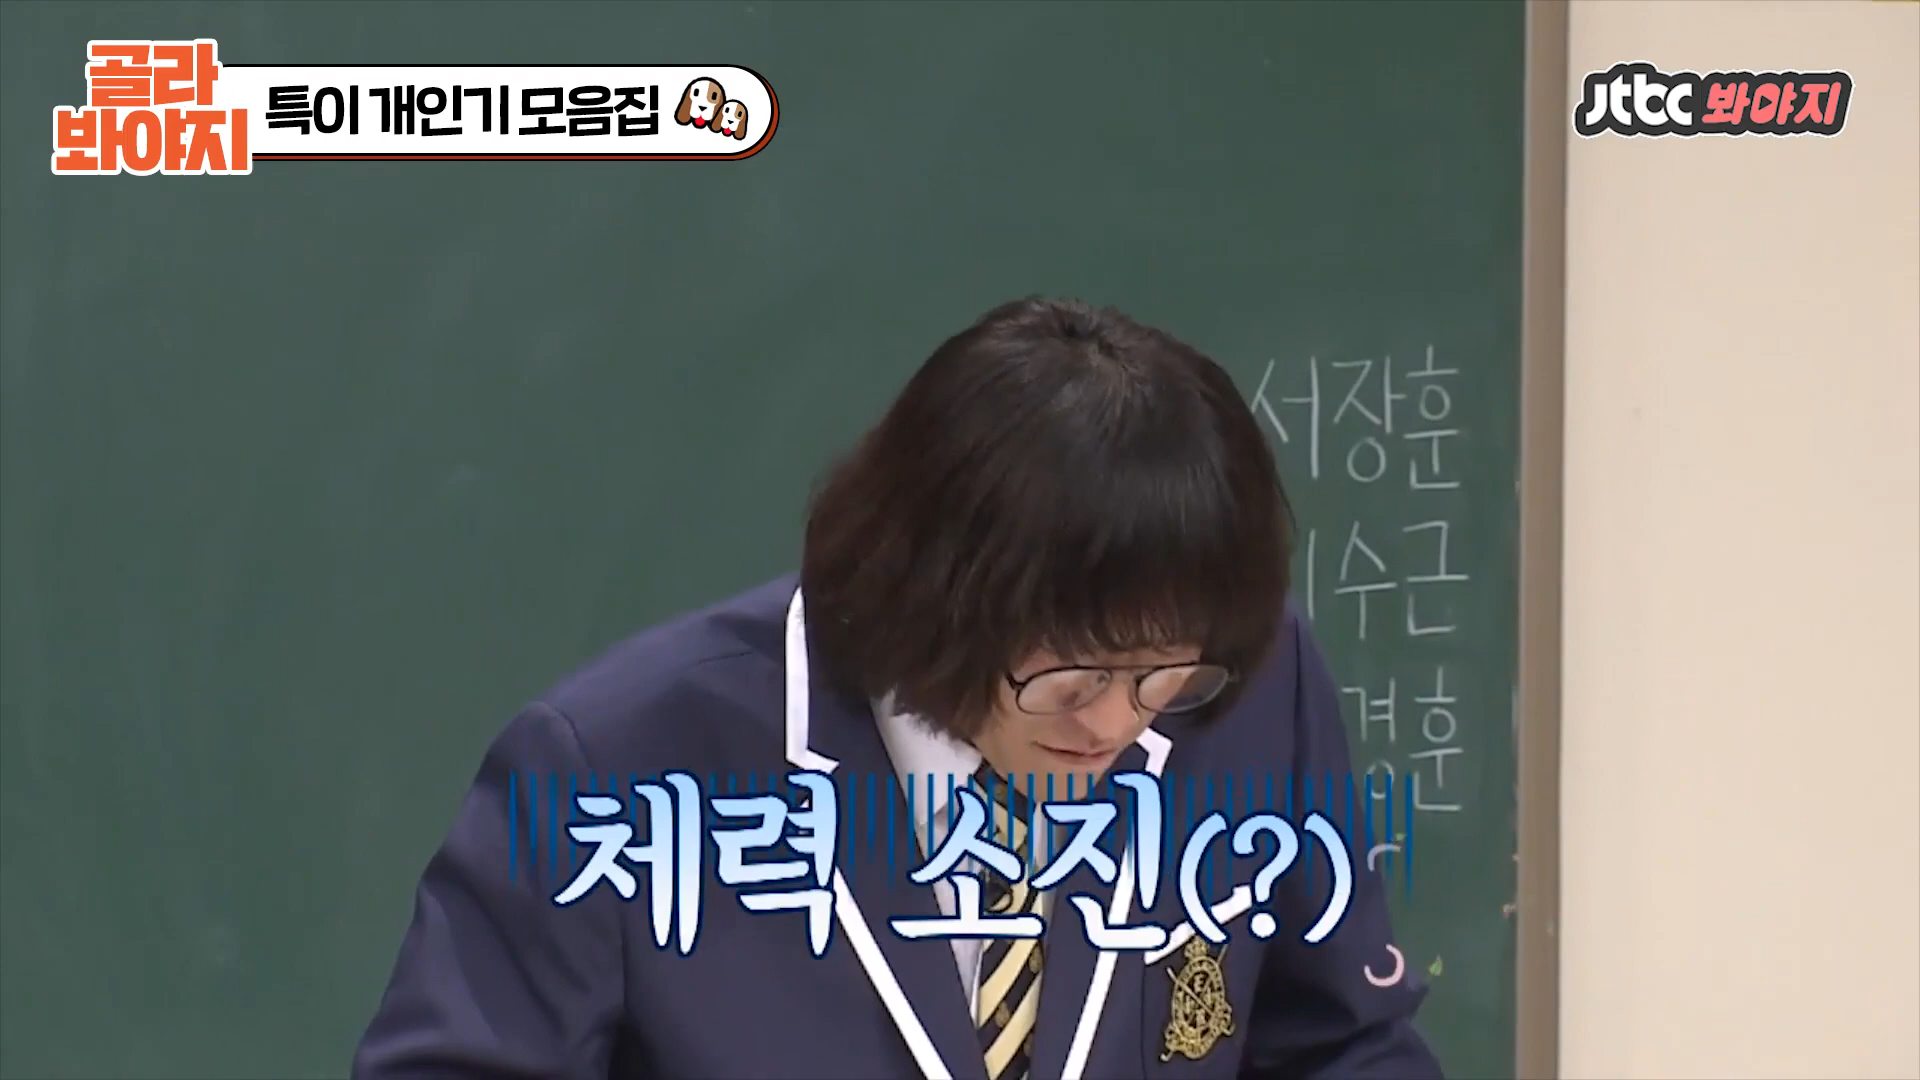 골라
봐야지
특이 개인기 모음집
jtbc 봐야지
서장훈
수근
경훈
체력 소진(?)